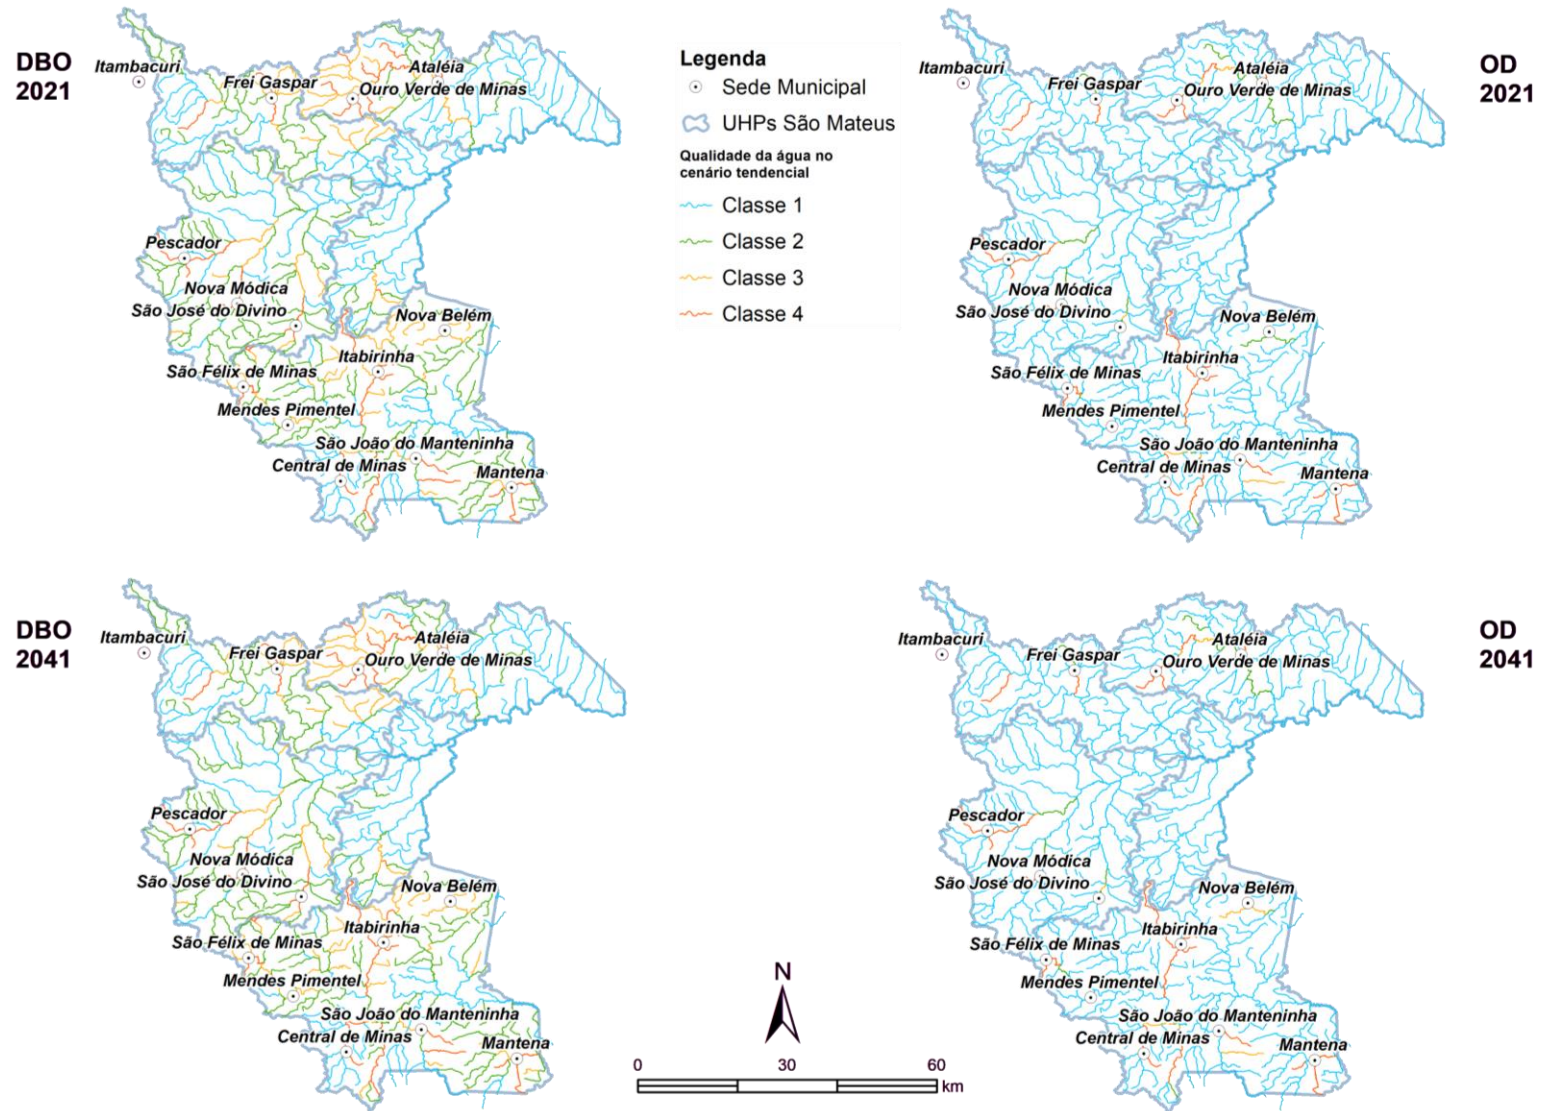 DBO
2021
Itambacuri
Frei Gaspar
Ataléia
Ouro Verde de Minas
Pescador
Nova Módica
São José do Divino
Nova Belém
Itabirinha
São Félix de Minas
Mendes Pimentel
São João do Manteninha
Central de Minas
Mantena
Legenda
Sede Municipal
UHPs São Mateus
Qualidade da água no
cenário tendencial
Classe 1
Classe 2
Classe 3
Classe 4
OD
2021
Itambacuri
Frei Gaspar
Ataléia
Ouro Verde de Minas
Pescador
Nova Módica
São José do Divino
Nova Belém
Itabirinha
São Félix de Minas
Mendes Pimentel
São João do Manteninha
Central de Minas
Mantena
DBO
2041
Itambacuri
Frei Gaspar
Ataléia
Ouro Verde de Minas
Pescador
Nova Módica
São José do Divino
Nova Belém
Itabirinha
São Félix de Minas
Mendes Pimentel
São João do Manteninha
Central de Minas
Mantena
OD
2041
Itambacuri
Frei Gaspar
Ataléia
Ouro Verde de Minas
Pescador
Nova Módica
São José do Divino
Nova Belém
Itabirinha
São Félix de Minas
Mendes Pimentel
São João do Manteninha
Central de Minas
Mantena
N
0 30 60
km